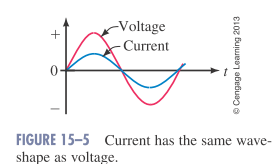 +
Voltage
Current
0
t
−
© Cengage Learning 2013
FIGURE 15–5 Current has the same wave-
shape as voltage.